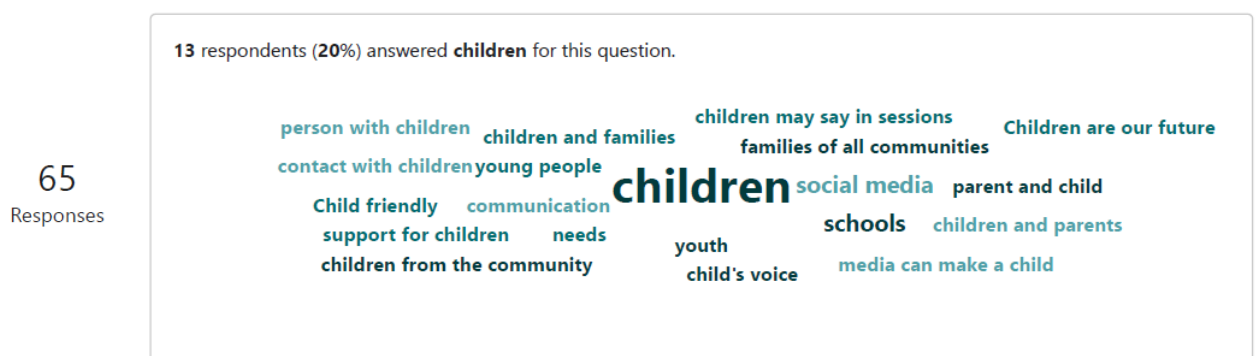 13 respondents (20%) answered children for this question.
65
Responses
children may say in sessions
person with children
children and families
Children are our future
families of all communities
contact with children
young people
children
social media
parent and child
Child friendly
communication
schools
children and parents
support for children
needs
youth
children from the community
child's voice
media can make a child